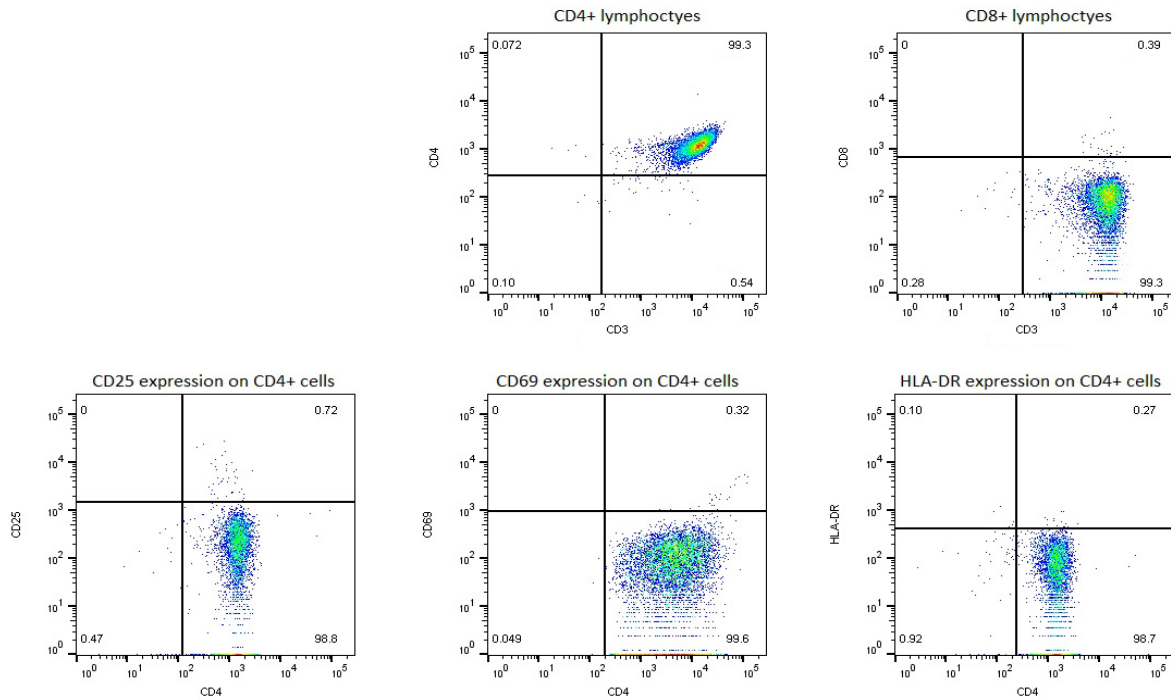 CD4+ lymphoctyes
0.072 99.3
10^5
10^4
10^3
10^2
10^1
10^0
CD4
0.10 0.54
10^0 10^1 10^2 10^3 10^4 10^5
CD3
CD8+ lymphoctyes
0 0.39
10^5
10^4
10^3
10^2
10^1
10^0
CD8
0.28 99.3
10^0 10^1 10^2 10^3 10^4 10^5
CD3
CD25 expression on CD4+ cells
0 0.72
10^5
10^4
10^3
10^2
10^1
10^0
CD25
0.47 98.8
10^0 10^1 10^2 10^3 10^4 10^5
CD4
CD69 expression on CD4+ cells
0 0.32
10^5
10^4
10^3
10^2
10^1
10^0
CD69
0.049 99.6
10^0 10^1 10^2 10^3 10^4 10^5
CD4
HLA-DR expression on CD4+ cells
0.10 0.27
10^5
10^4
10^3
10^2
10^1
10^0
HLA-DR
0.92 98.7
10^0 10^1 10^2 10^3 10^4 10^5
CD4